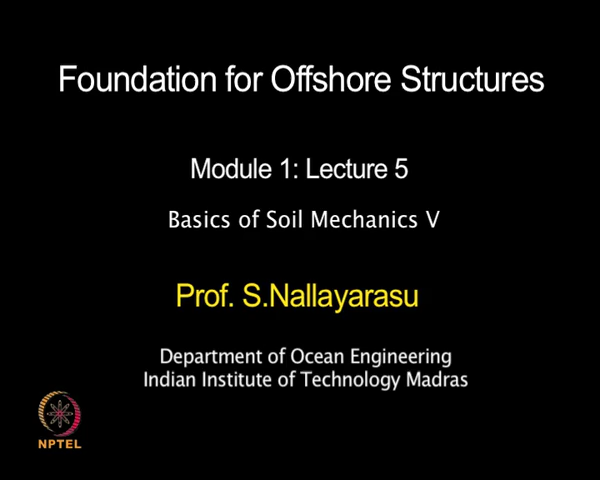 Foundation for Offshore Structures
Module 1: Lecture 5
Basics of Soil Mechanics V
Prof. S.Nallayarasu
Department of Ocean Engineering
Indian Institute of Technology Madras
NPTEL